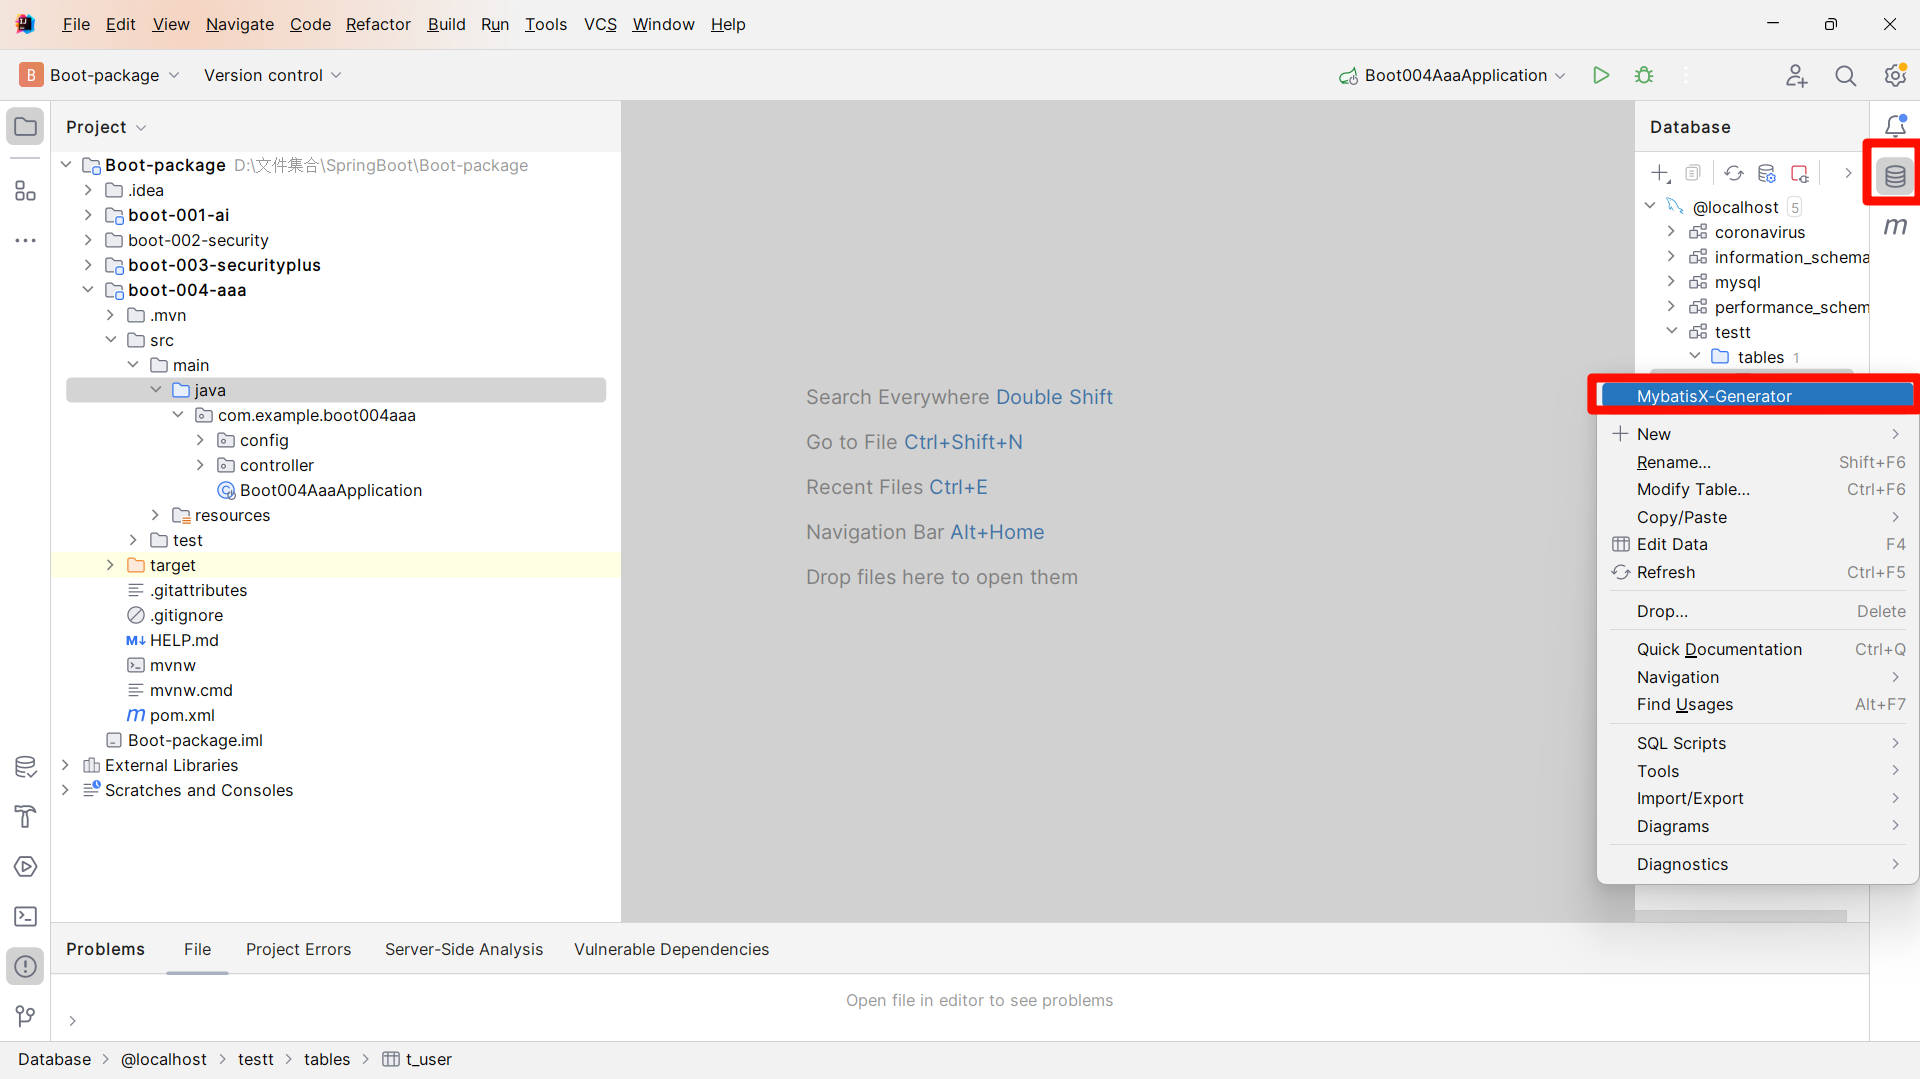 File Edit View Navigate Code Refactor Build Run Tools VCS Window Help
B Boot-package Version control Boot004AaaApplication
Project
Boot-package D:\文件集合\SpringBoot\Boot-package
.idea
boot-001-ai
boot-002-security
boot-003-securityplus
boot-004-aaa
.mvn
src
main
java
com.example.boot004aaa
config
controller
Boot004AaaApplication
resources
test
target
.gitattributes
.gitignore
M↓ HELP.md
mvnw
mvnw.cmd
m pom.xml
Boot-package.iml
External Libraries
Scratches and Consoles
Search Everywhere Double Shift
Go to File Ctrl+Shift+N
Recent Files Ctrl+E
Navigation Bar Alt+Home
Drop files here to open them
Database
@localhost 5
coronavirus
information_schema
mysql
performance_schem
testt
tables 1
m
MybatisX-Generator
New
Rename... Shift+F6
Modify Table... Ctrl+F6
Copy/Paste
Edit Data F4
Refresh Ctrl+F5
Drop... Delete
Quick Documentation Ctrl+Q
Navigation
Find Usages Alt+F7
SQL Scripts
Tools
Import/Export
Diagrams
Diagnostics
Problems File Project Errors Server-Side Analysis Vulnerable Dependencies
Open file in editor to see problems
Database > @localhost > testt > tables > t_user